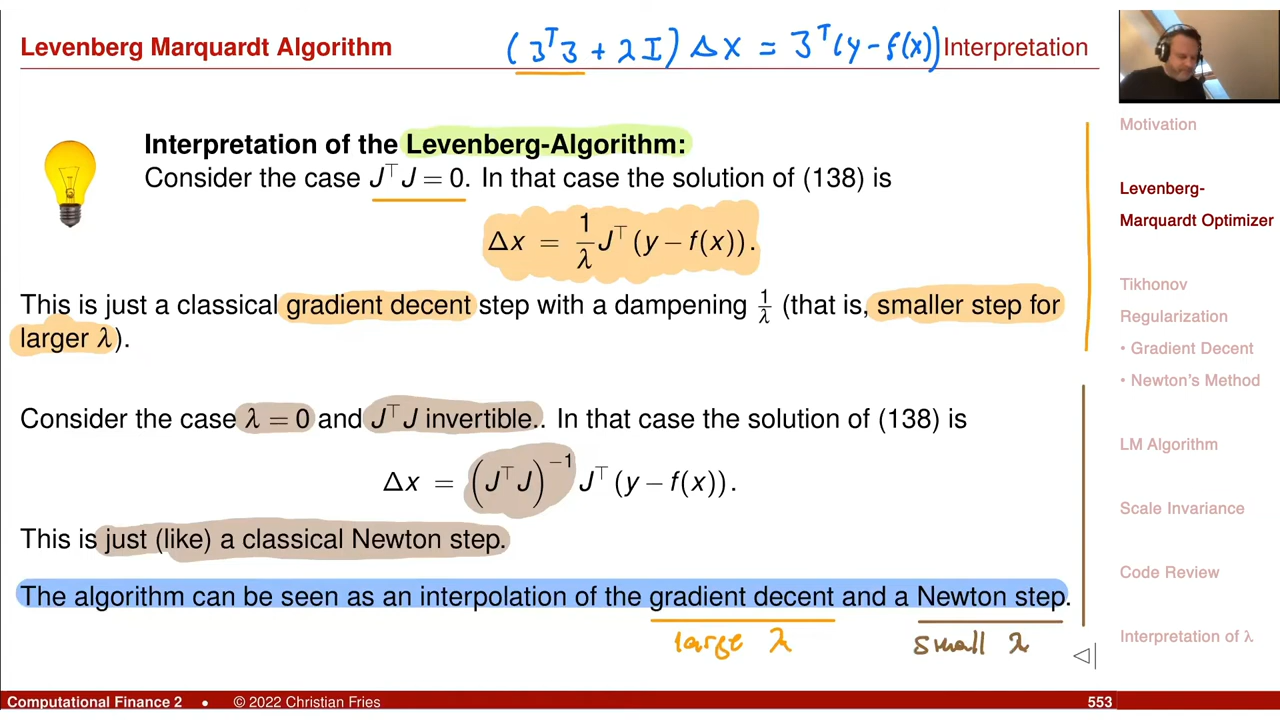 Levenberg Marquardt Algorithm
(JᵀJ + λI) Δx = Jᵀ(y − f(x))
Interpretation
Interpretation of the Levenberg-Algorithm:
Consider the case J⊤J = 0. In that case the solution of (138) is
Δx = 1/λ J⊤ (y − f(x)).
This is just a classical gradient decent step with a dampening 1/λ (that is, smaller step for
larger λ).
Consider the case λ = 0 and J⊤J invertible.. In that case the solution of (138) is
Δx = (J⊤J)⁻¹ J⊤ (y − f(x)).
This is just (like) a classical Newton step.
The algorithm can be seen as an interpolation of the gradient decent and a Newton step.
large λ
small λ
Motivation
Levenberg-
Marquardt Optimizer
Tikhonov
Regularization
• Gradient Decent
• Newton's Method
LM Algorithm
Scale Invariance
Code Review
Interpretation of λ
Computational Finance 2 • © 2022 Christian Fries
553